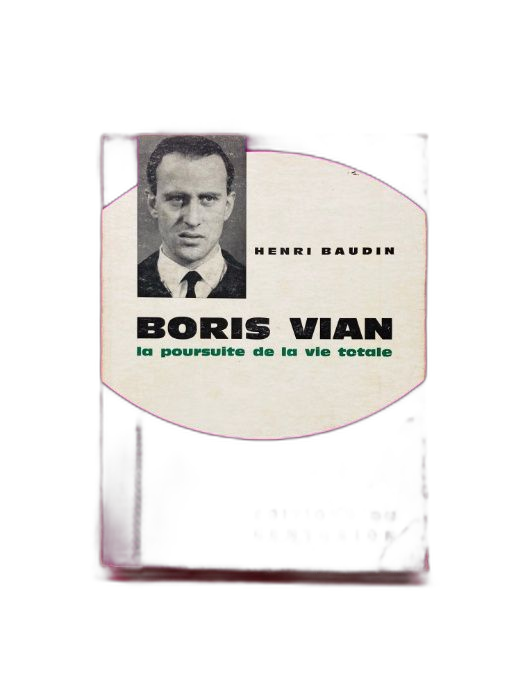 HENRI BAUDIN
BORIS VIAN
la poursuite de la vie totale